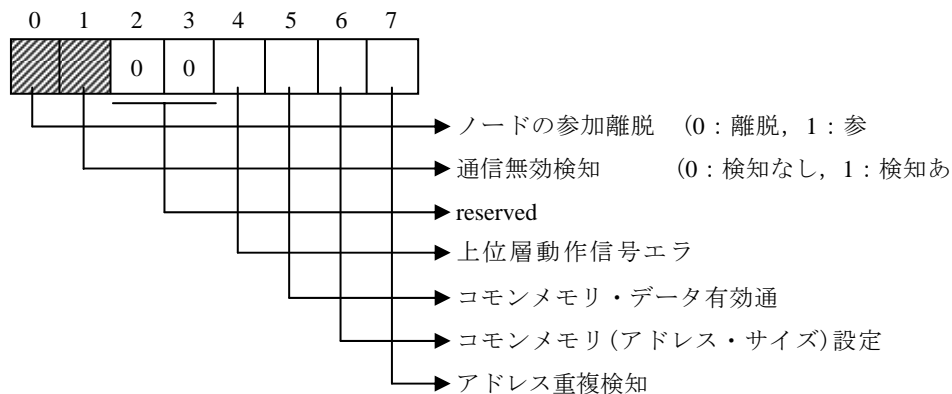 0 1 2 3 4 5 6 7
0 0
ノードの参加離脱 (0：離脱，1：参
通信無効検知 (0：検知なし，1：検知あ
reserved
上位層動作信号エラ
コモンメモリ・データ有効通
コモンメモリ(アドレス・サイズ)設定
アドレス重複検知